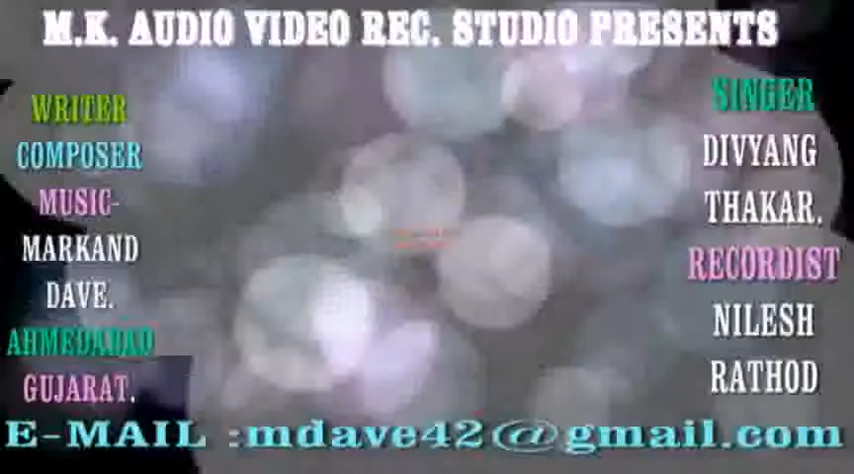 M.K. AUDIO VIDEO REC. STUDIO PRESENTS
WRITER
COMPOSER
MUSIC-
MARKAND
DAVE.
AHMEDABAD
GUJARAT.
SINGER
DIVYANG
THAKAR.
RECORDIST
NILESH
RATHOD
E-MAIL :mdave42@gmail.com